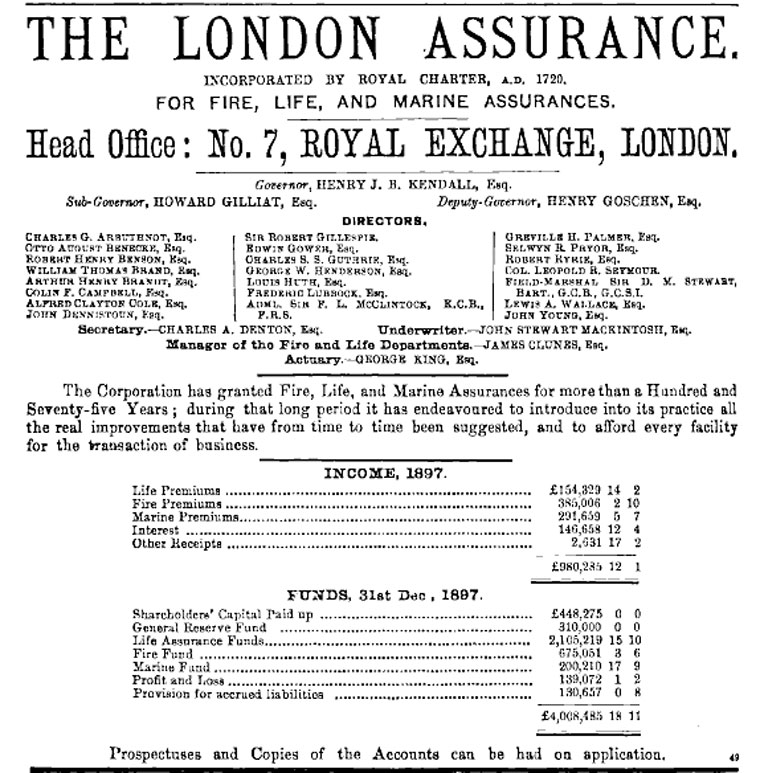 THE LONDON ASSURANCE.
INCORPORATED BY ROYAL CHARTER, A.D. 1720.
FOR FIRE, LIFE, AND MARINE ASSURANCES.
Head Office: No. 7, ROYAL EXCHANGE, LONDON.
Governor, HENRY J. B. KENDALL, Esq.
Sub-Governor, HOWARD GILLIAT, Esq. Deputy-Governor, HENRY GOSCHEN, Esq.
DIRECTORS.
CHARLES G. ARBUTHNOT, Esq.
OTTO AUGUST BENECKE, Esq.
ROBERT HENRY BENSON, Esq.
WILLIAM THOMAS BRAND, Esq.
ARTHUR HENRY BRANDT, Esq.
COLIN F. CAMPBELL, Esq.
ALFRED CLAYTON COLE, Esq.
JOHN DENNISTOUN, Esq.
SIR ROBERT GILLESPIE.
EDWIN GOWER, Esq.
CHARLES S. S. GUTHRIE, Esq.
GEORGE W. HENDERSON, Esq.
LOUIS HUTH, Esq.
FREDERIC LUBBOCK, Esq.
ADML. SIR F. L. McCLINTOCK, K.C.B.,
F.R.S.
GREVILLE H. PALMER, Esq.
SELWYN R. PRYOR, Esq.
ROBERT RYRIE, Esq.
COL. LEOPOLD R. SEYMOUR.
FIELD-MARSHAL SIR D. M. STEWART,
BART., G.C.B., G.C.S.I.
LEWIS A. WALLACE, Esq.
JOHN YOUNG, Esq.
Secretary.—CHARLES A. DENTON, Esq. Underwriter.—JOHN STEWART MACKINTOSH, Esq.
Manager of the Fire and Life Departments.—JAMES CLUNES, Esq.
Actuary.—GEORGE KING, Esq.
The Corporation has granted Fire, Life, and Marine Assurances for more than a Hundred and
Seventy-five Years; during that long period it has endeavoured to introduce into its practice all
the real improvements that have from time to time been suggested, and to afford every facility
for the transaction of business.
INCOME, 1897.
Life Premiums ........ £154,329 14 2
Fire Premiums ........ 385,006 2 10
Marine Premiums ........ 291,659 5 7
Interest ........ 146,658 12 4
Other Receipts ........ 2,631 17 2
£980,285 12 1
FUNDS, 31st Dec, 1897.
Shareholders' Capital Paid up ........ £448,275 0 0
General Reserve Fund ........ 310,000 0 0
Life Assurance Funds ........ 2,105,219 15 10
Fire Fund ........ 675,051 3 6
Marine Fund ........ 200,210 17 9
Profit and Loss ........ 139,072 1 2
Provision for accrued liabilities ........ 130,657 0 8
£4,008,485 18 11
Prospectuses and Copies of the Accounts can be had on application. 49